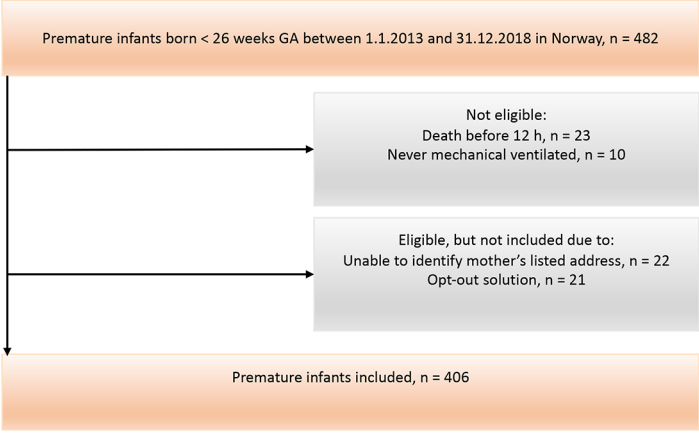 Premature infants born < 26 weeks GA between 1.1.2013 and 31.12.2018 in Norway, n = 482
Not eligible:
Death before 12 h, n = 23
Never mechanical ventilated, n = 10
Eligible, but not included due to:
Unable to identify mother's listed address, n = 22
Opt-out solution, n = 21
Premature infants included, n = 406